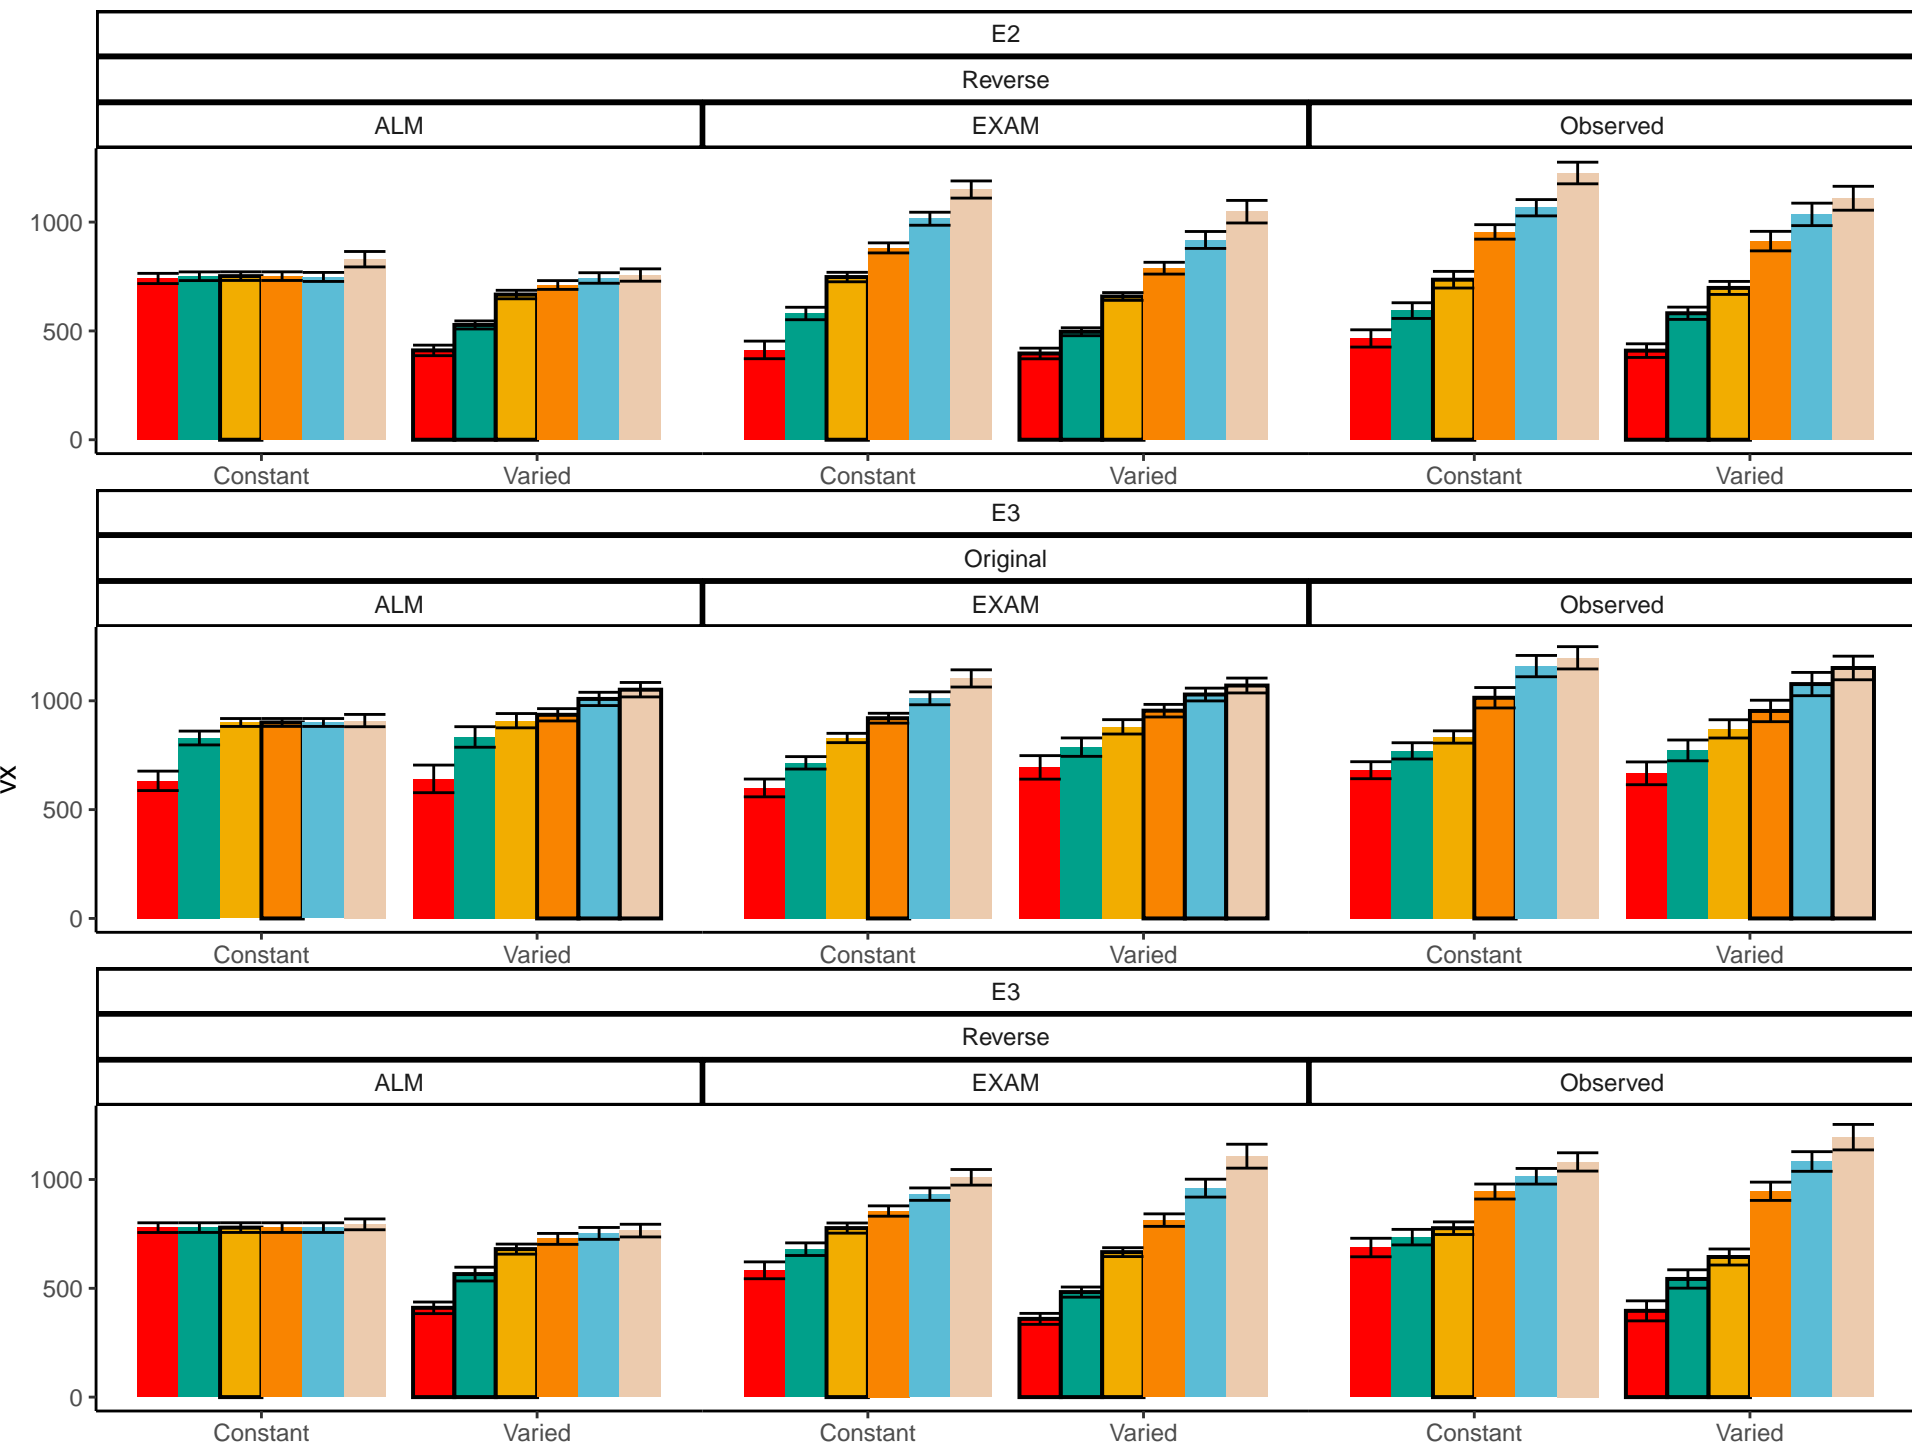 E2
Reverse
ALM EXAM Observed
1000
500
0
Constant Varied Constant Varied Constant Varied
E3
Original
ALM EXAM Observed
1000
vx
500
0
Constant Varied Constant Varied Constant Varied
E3
Reverse
ALM EXAM Observed
1000
500
0
Constant Varied Constant Varied Constant Varied